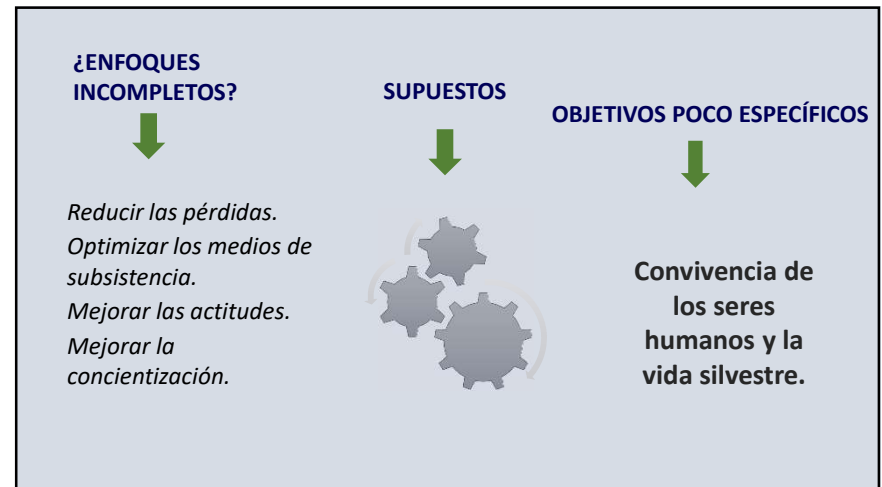 ¿ENFOQUES
INCOMPLETOS?
SUPUESTOS
OBJETIVOS POCO ESPECÍFICOS
Reducir las pérdidas.
Optimizar los medios de
subsistencia.
Mejorar las actitudes.
Mejorar la
concientización.
Convivencia de
los seres
humanos y la
vida silvestre.